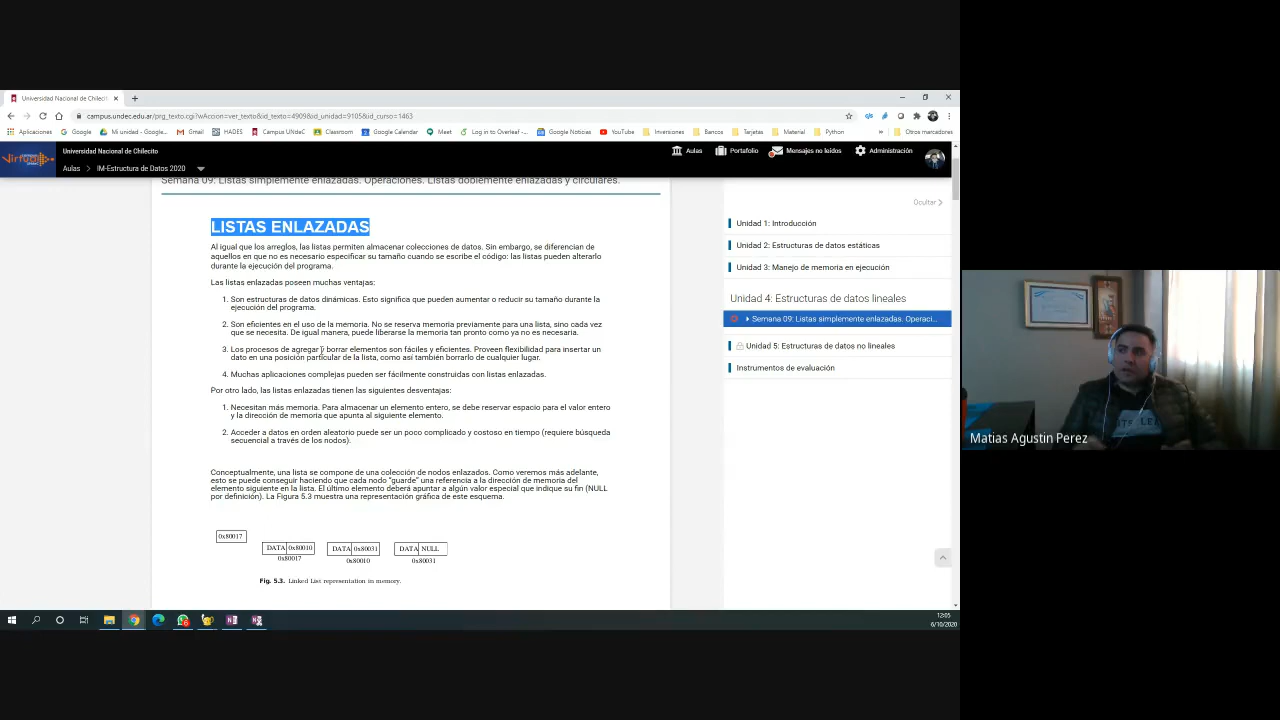 Universidad Nacional de Chileci
campus.undec.edu.ar/prg_texto.cgi?wAccion=ver_texto&id_texto=4909&id_unidad=9105&id_curso=1463
Aplicaciones Google Mi unidad - Google... Gmail HADES Campus UNdeC Classroom Google Calendar Meet Log in to Overleaf -... Google Noticias YouTube Inversiones Bancos Tarjetas Material Python » Otros marcadores
Universidad Nacional de Chilecito
Aulas Portafolio Mensajes no leídos Administración
Aulas IM-Estructura de Datos 2020
Semana 09: Listas simplemente enlazadas. Operaciones. Listas doblemente enlazadas y circulares.
LISTAS ENLAZADAS
Al igual que los arreglos, las listas permiten almacenar colecciones de datos. Sin embargo, se diferencian de
aquellos en que no es necesario especificar su tamaño cuando se escribe el código: las listas pueden alterarlo
durante la ejecución del programa.
Las listas enlazadas poseen muchas ventajas:
1. Son estructuras de datos dinámicas. Esto significa que pueden aumentar o reducir su tamaño durante la
ejecución del programa.
2. Son eficientes en el uso de la memoria. No se reserva memoria previamente para una lista, sino cada vez
que se necesita. De igual manera, puede liberarse la memoria tan pronto como ya no es necesaria.
3. Los procesos de agregar y borrar elementos son fáciles y eficientes. Proveen flexibilidad para insertar un
dato en una posición particular de la lista, como así también borrarlo de cualquier lugar.
4. Muchas aplicaciones complejas pueden ser fácilmente construidas con listas enlazadas.
Por otro lado, las listas enlazadas tienen las siguientes desventajas:
1. Necesitan más memoria. Para almacenar un elemento entero, se debe reservar espacio para el valor entero
y la dirección de memoria que apunta al siguiente elemento.
2. Acceder a datos en orden aleatorio puede ser un poco complicado y costoso en tiempo (requiere búsqueda
secuencial a través de los nodos).
Conceptualmente, una lista se compone de una colección de nodos enlazados. Como veremos más adelante,
esto se puede conseguir haciendo que cada nodo "guarde" una referencia a la dirección de memoria del
elemento siguiente en la lista. El último elemento deberá apuntar a algún valor especial que indique su fin (NULL
por definición). La Figura 5.3 muestra una representación gráfica de este esquema.
0x80017
DATA 0x80010 DATA 0x80031 DATA NULL
0x80017 0x80010 0x80031
Fig. 5.3. Linked List representation in memory.
Ocultar
Unidad 1: Introducción
Unidad 2: Estructuras de datos estáticas
Unidad 3: Manejo de memoria en ejecución
Unidad 4: Estructuras de datos lineales
Semana 09: Listas simplemente enlazadas. Operaci...
Unidad 5: Estructuras de datos no lineales
Instrumentos de evaluación
12:05
6/10/2020
Matias Agustin Perez